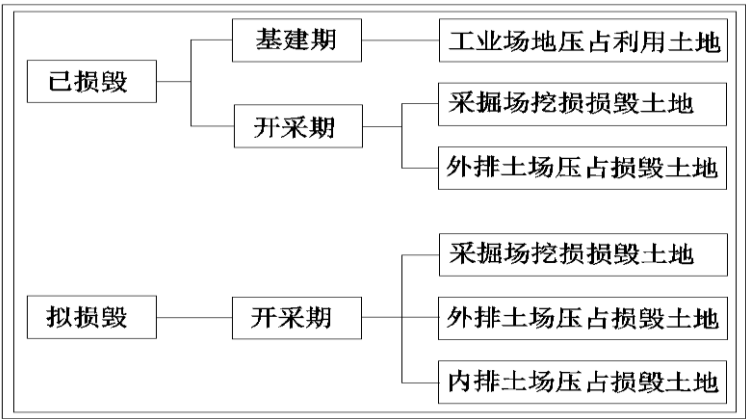 已损毁
基建期
工业场地压占利用土地
开采期
采掘场挖损损毁土地
外排土场压占损毁土地
拟损毁
开采期
采掘场挖损损毁土地
外排土场压占损毁土地
内排土场压占损毁土地